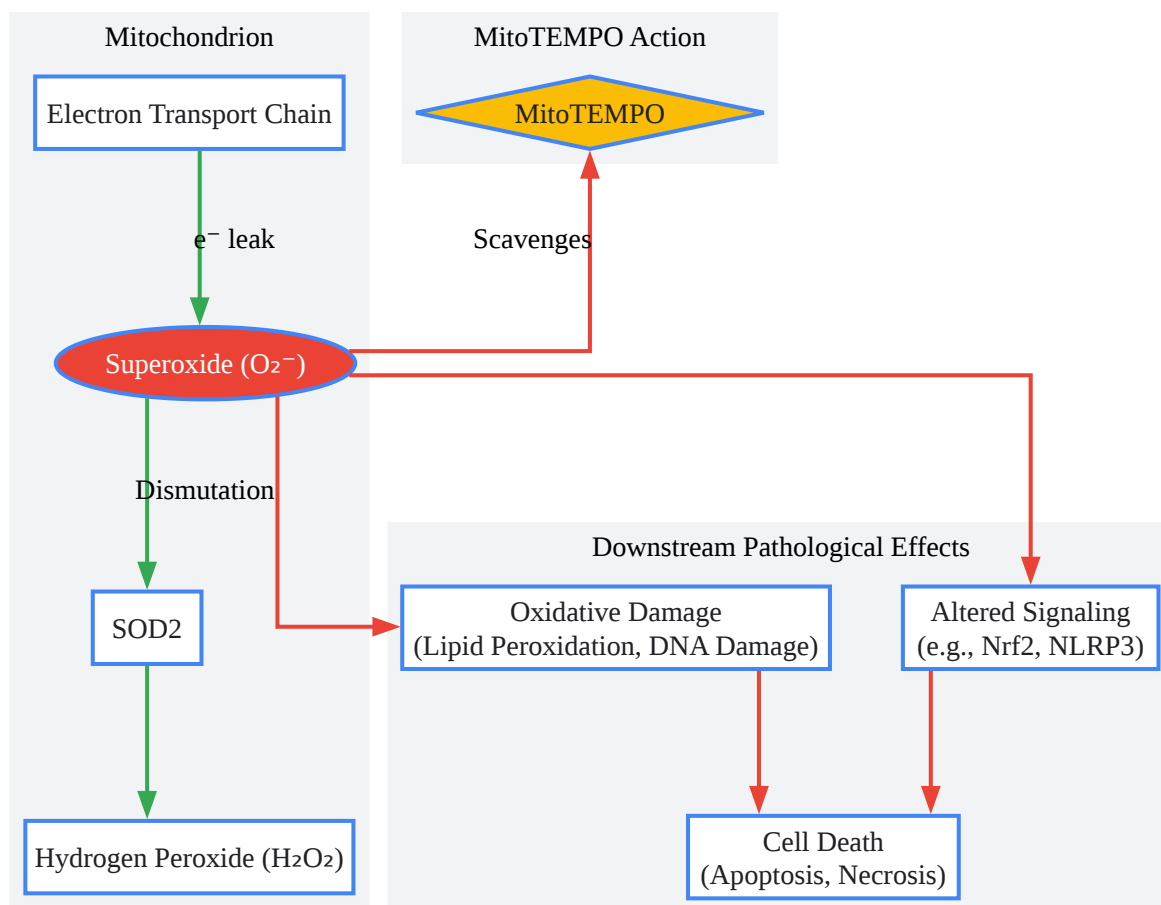 Mitochondrion
MitoTEMPO Action
Electron Transport Chain
MitoTEMPO
e⁻ leak
Scavenges
Superoxide (O₂⁻)
Dismutation
Downstream Pathological Effects
SOD2
Oxidative Damage
(Lipid Peroxidation, DNA Damage)
Altered Signaling
(e.g., Nrf2, NLRP3)
Hydrogen Peroxide (H₂O₂)
Cell Death
(Apoptosis, Necrosis)